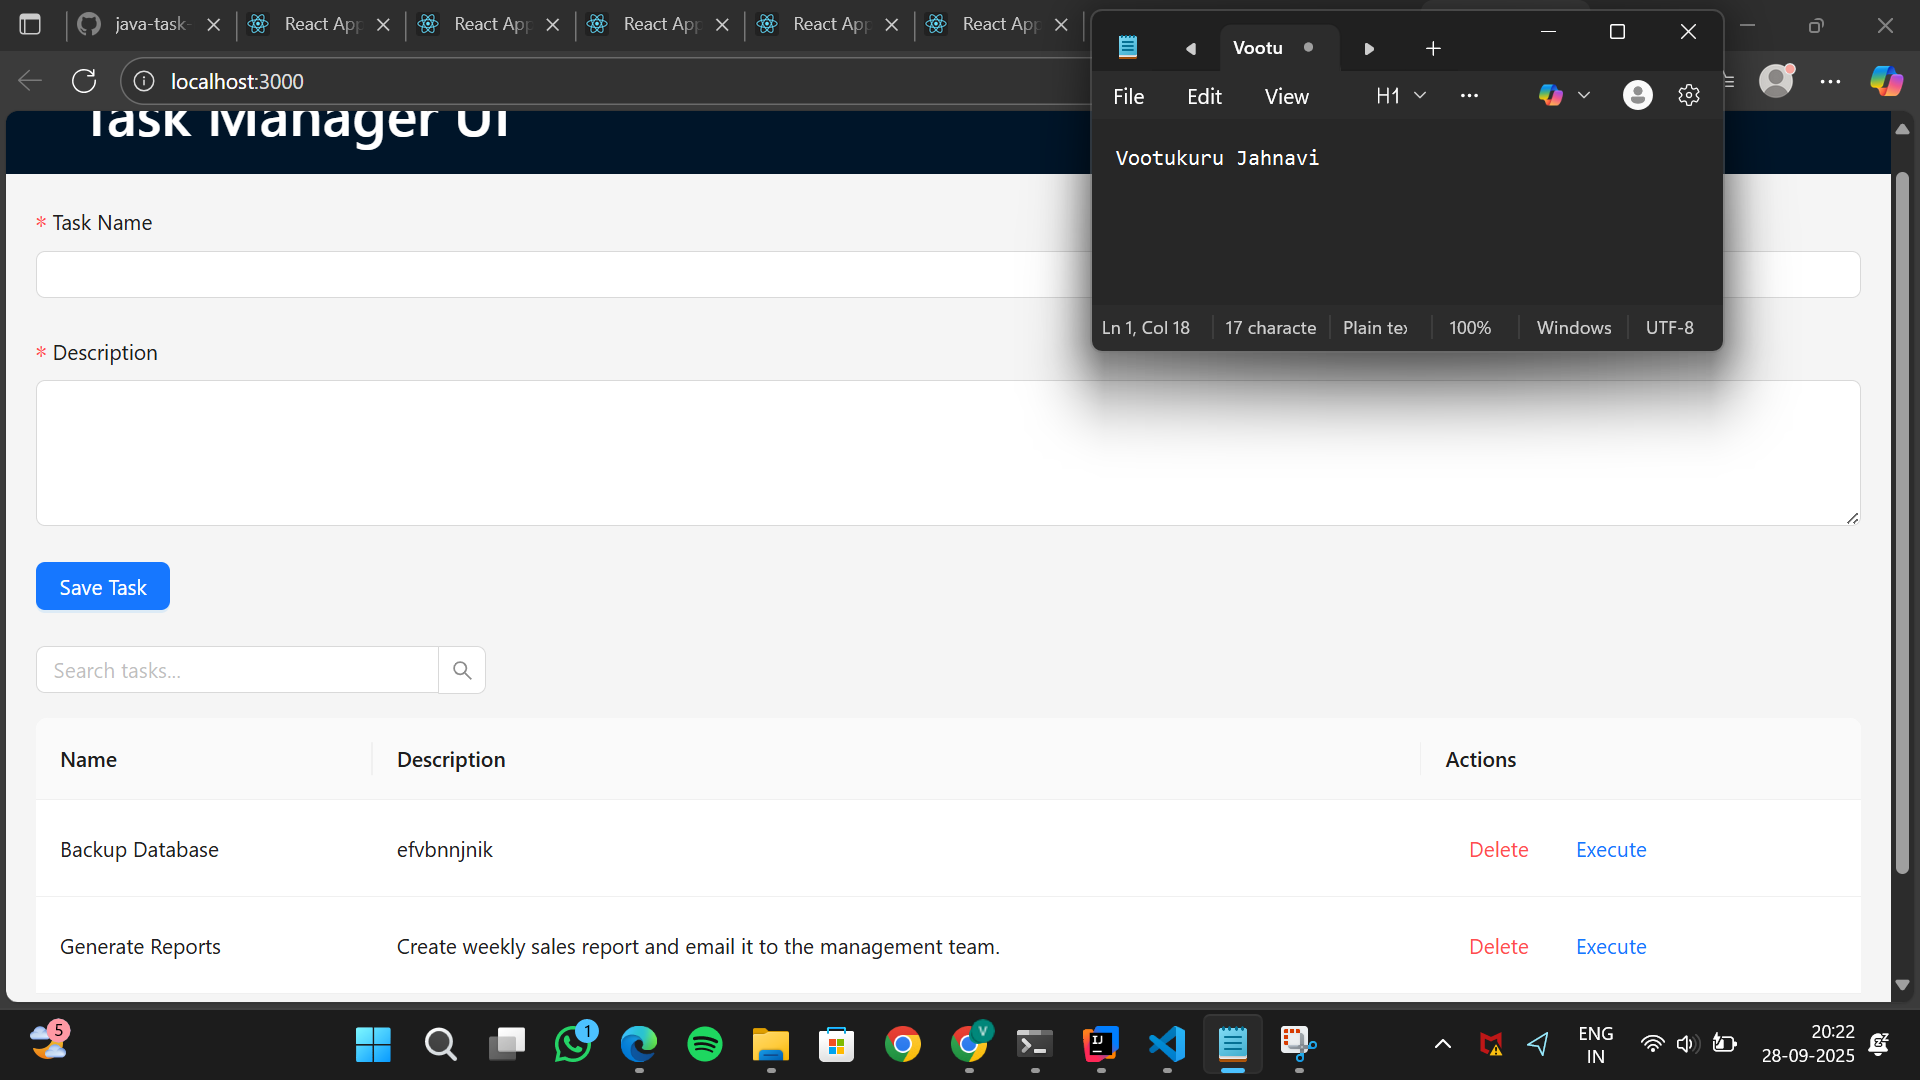 java-task-
React App
React App
React App
React App
React App
localhost:3000
Vootu
File
Edit
View
H1
Vootukuru Jahnavi
Ln 1, Col 18
17 characte
Plain tex
100%
Windows
UTF-8
Task Manager UI
* Task Name
* Description
Save Task
Search tasks...
Name
Description
Actions
Backup Database
efvbnnjnik
Delete
Execute
Generate Reports
Create weekly sales report and email it to the management team.
Delete
Execute
5
1
V
IJ
ENG
IN
20:22
28-09-2025